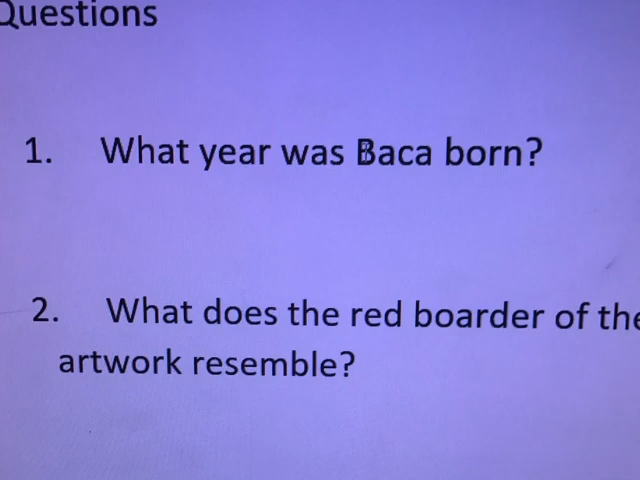 Questions
1. What year was Baca born?
2. What does the red boarder of the
artwork resemble?